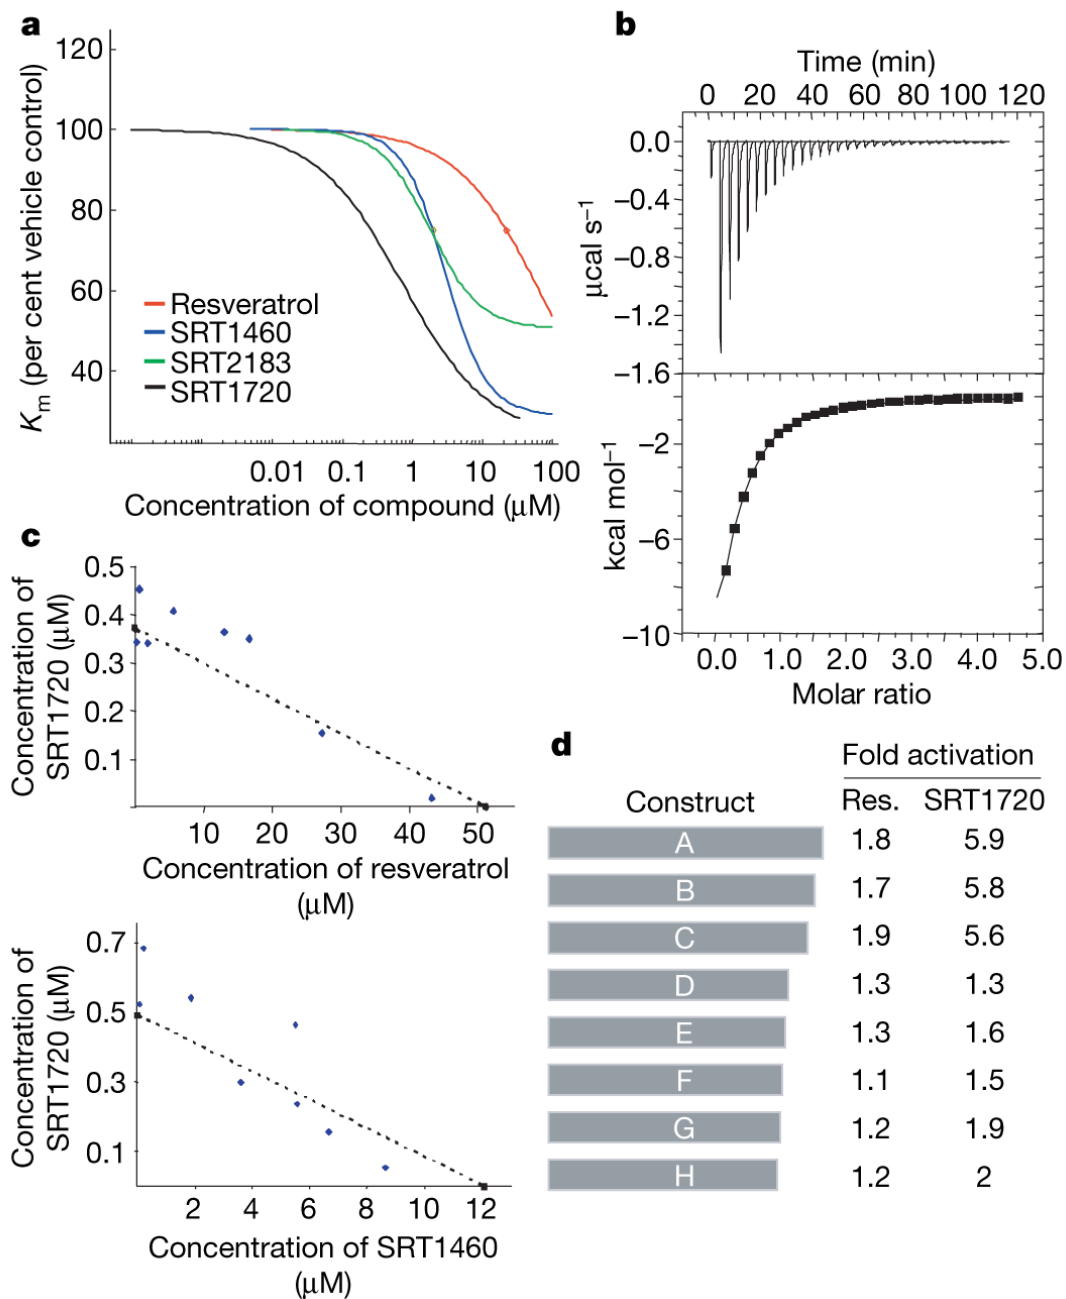 a
120
100
80
60
40
Km (per cent vehicle control)
Resveratrol
SRT1460
SRT2183
SRT1720
0.01 0.1 1 10 100
Concentration of compound (μM)
b
Time (min)
0 20 40 60 80 100 120
0.0
−0.4
−0.8
−1.2
−1.6
μcal s−1
−2
−6
−10
kcal mol−1
0.0 1.0 2.0 3.0 4.0 5.0
Molar ratio
c
0.5
0.4
0.3
0.2
0.1
Concentration of
SRT1720 (μM)
10 20 30 40 50
Concentration of resveratrol
(μM)
0.7
0.5
0.3
0.1
Concentration of
SRT1720 (μM)
2 4 6 8 10 12
Concentration of SRT1460
(μM)
d
Fold activation
Construct Res. SRT1720
A 1.8 5.9
B 1.7 5.8
C 1.9 5.6
D 1.3 1.3
E 1.3 1.6
F 1.1 1.5
G 1.2 1.9
H 1.2 2